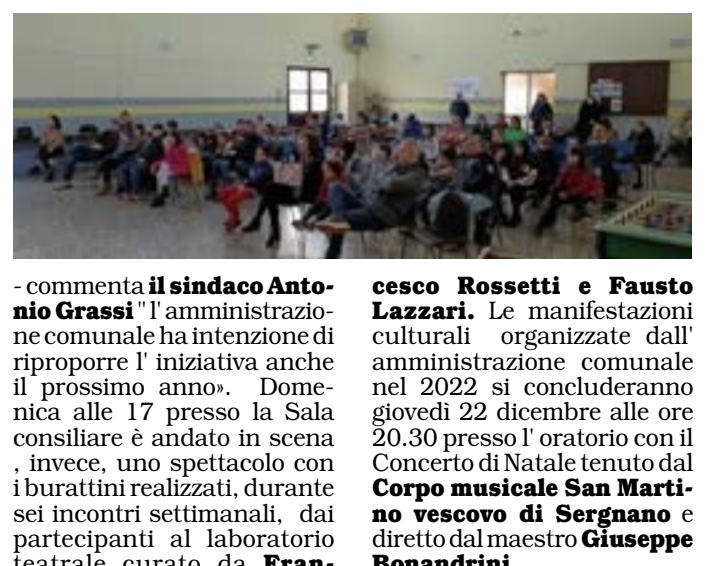 - commenta il sindaco Anto-
nio Grassi " l' amministrazio-
ne comunale ha intenzione di
riproporre l' iniziativa anche
il prossimo anno». Dome-
nica alle 17 presso la Sala
consiliare è andato in scena
, invece, uno spettacolo con
i burattini realizzati, durante
sei incontri settimanali, dai
partecipanti al laboratorio
teatrale curato da Fran-
cesco Rossetti e Fausto
Lazzari. Le manifestazioni
culturali organizzate dall'
amministrazione comunale
nel 2022 si concluderanno
giovedì 22 dicembre alle ore
20.30 presso l' oratorio con il
Concerto di Natale tenuto dal
Corpo musicale San Marti-
no vescovo di Sergnano e
diretto dal maestro Giuseppe
Bonandrini